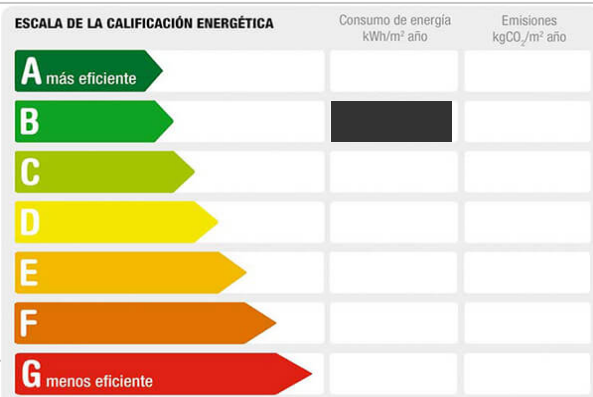 ESCALA DE LA CALIFICACIÓN ENERGÉTICA
Consumo de energía
kWh/m² año
Emisiones
kgCO₂/m² año
A más eficiente
B
C
D
E
F
G menos eficiente